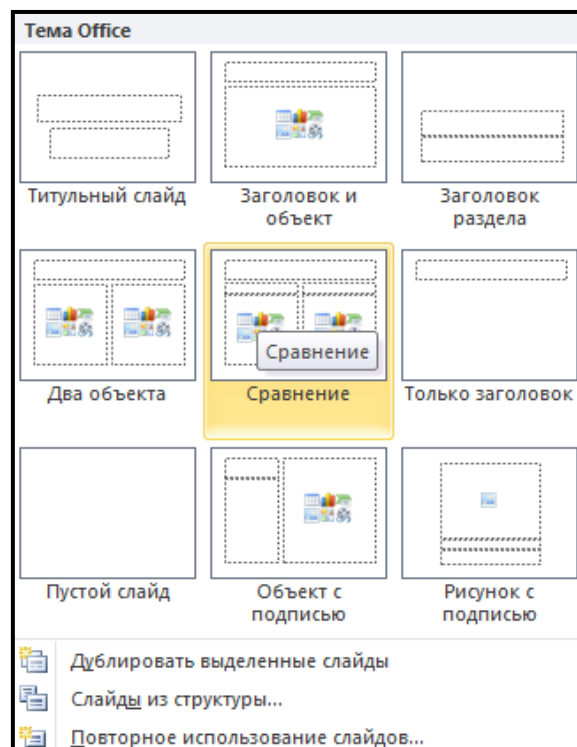 Тема Office
Титульный слайд
Заголовок и
объект
Заголовок
раздела
Два объекта
Сравнение
Сравнение
Только заголовок
Пустой слайд
Объект с
подписью
Рисунок с
подписью
Дублировать выделенные слайды
Слайды из структуры...
Повторное использование слайдов...